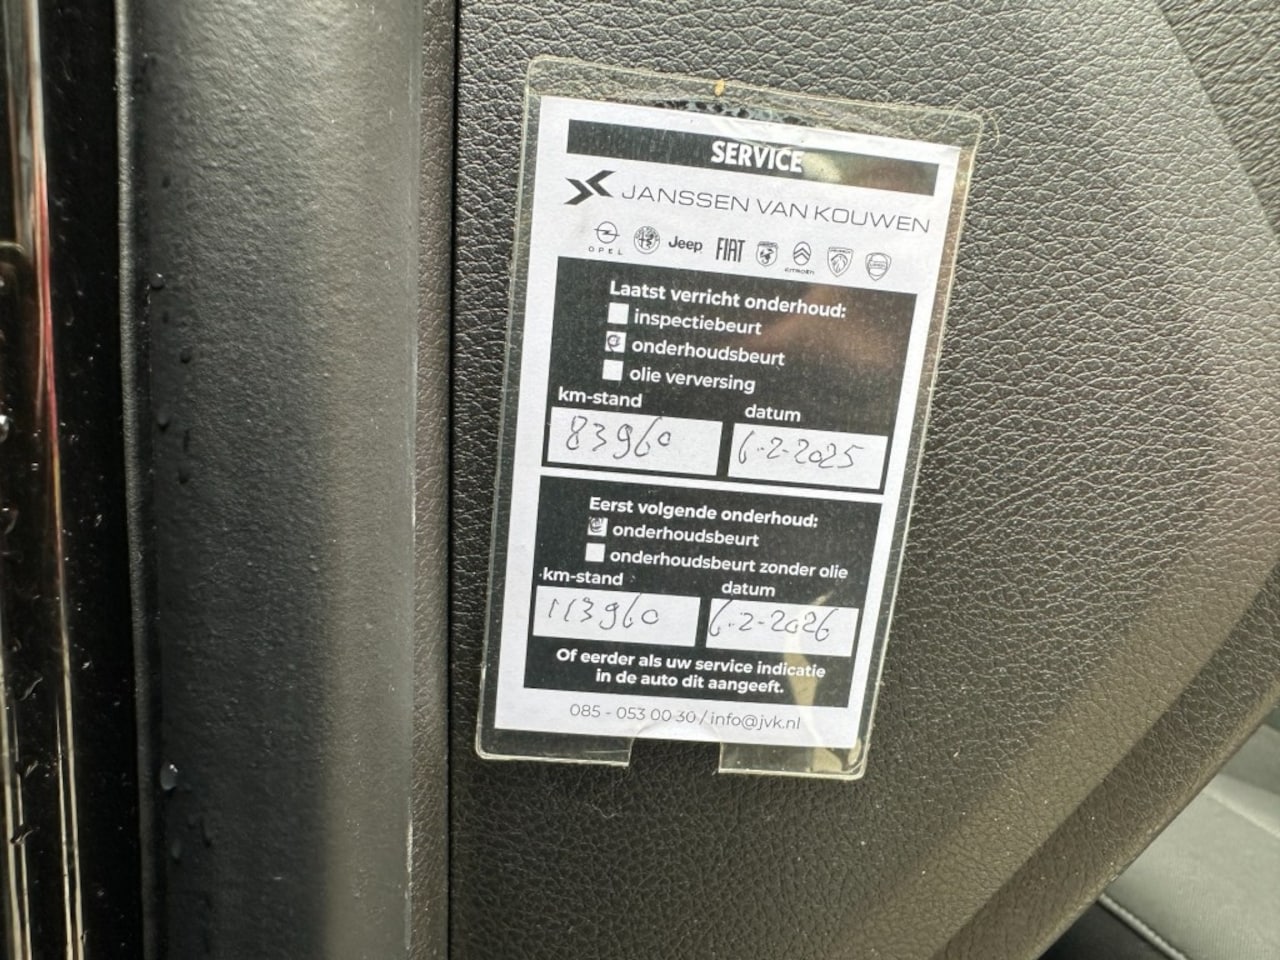 SERVICE
JANSSEN VAN KOUWEN
OPEL Jeep FIAT CITROËN
Laatst verricht onderhoud:
inspectiebeurt
onderhoudsbeurt
olie verversing
km-stand datum
83960 6-2-2025
Eerst volgende onderhoud:
onderhoudsbeurt
onderhoudsbeurt zonder olie
km-stand datum
113960 6-2-2026
Of eerder als uw service indicatie
in de auto dit aangeeft.
085 - 053 00 30 / info@jvk.nl